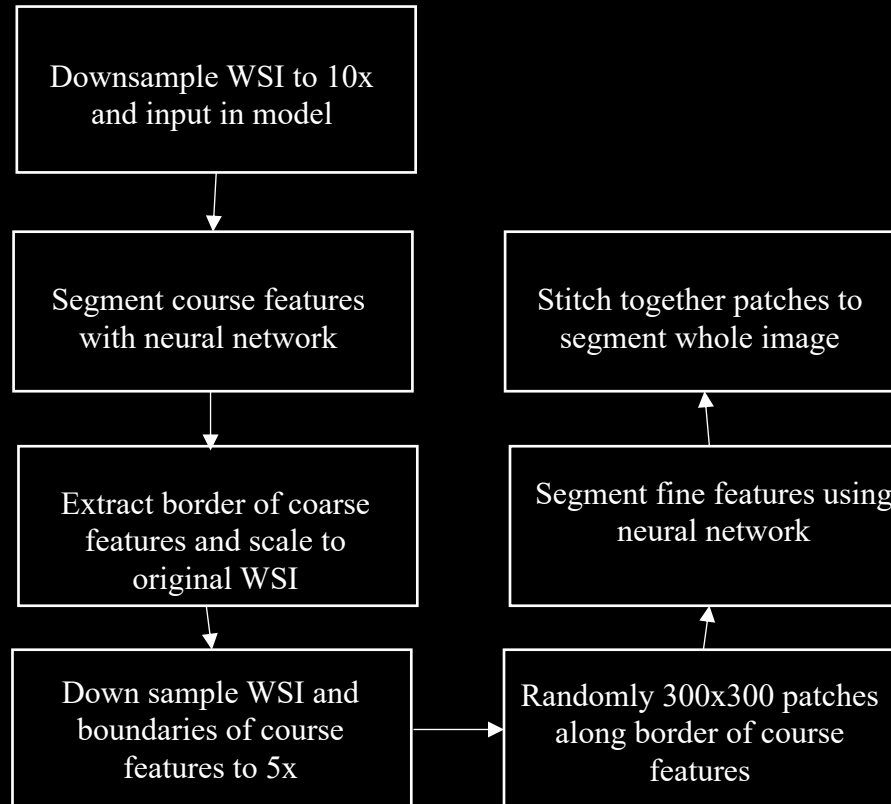 Downsample WSI to 10x
and input in model
Segment course features
with neural network
Extract border of coarse
features and scale to
original WSI
Down sample WSI and
boundaries of course
features to 5x
Randomly 300x300 patches
along border of course
features
Segment fine features using
neural network
Stitch together patches to
segment whole image